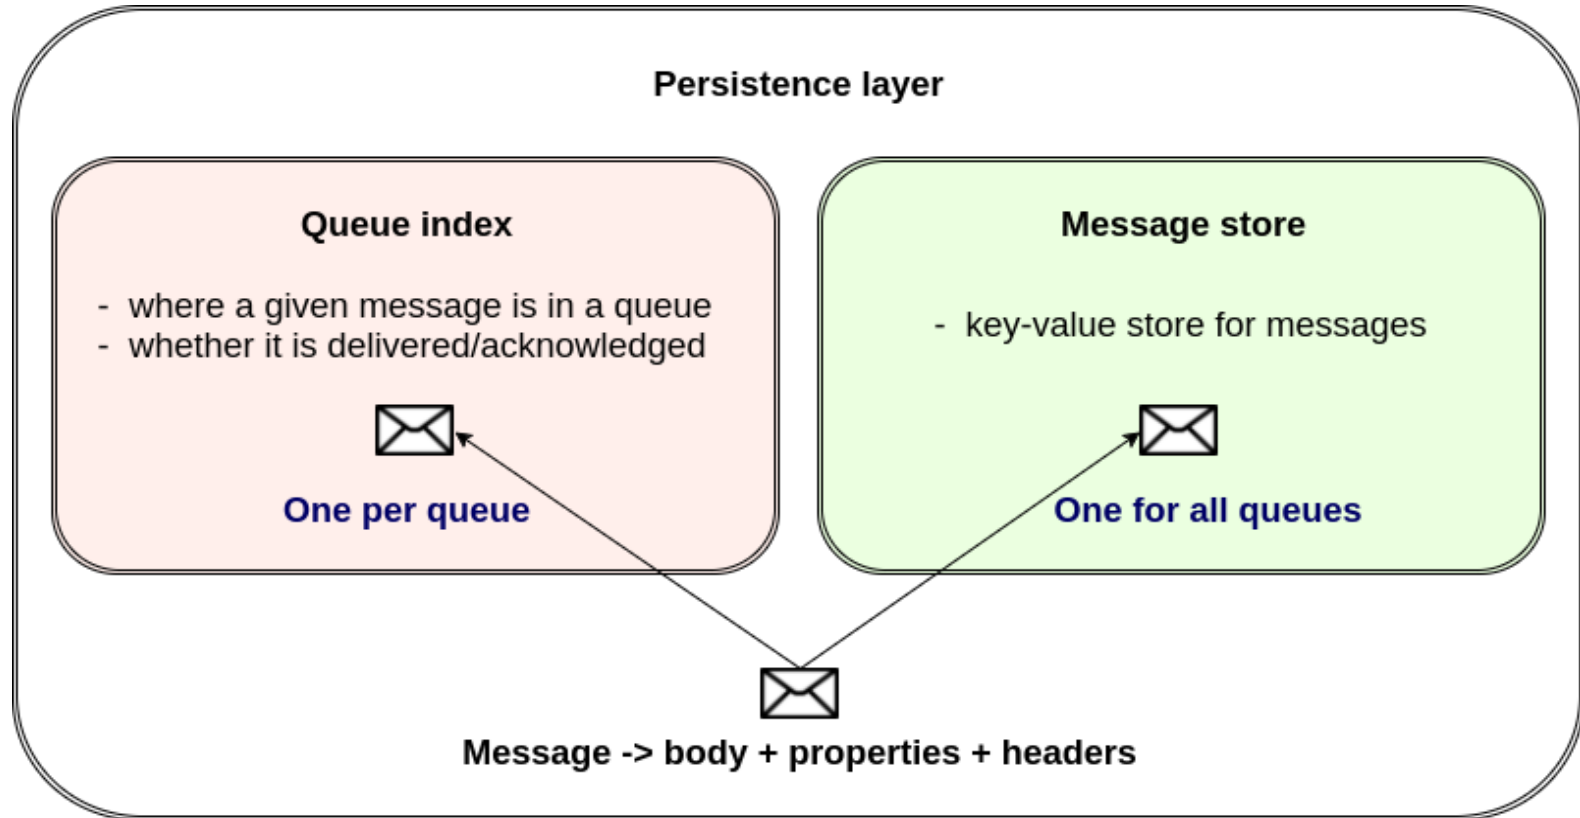 Persistence layer
Queue index
- where a given message is in a queue
- whether it is delivered/acknowledged
One per queue
Message store
- key-value store for messages
One for all queues
Message -> body + properties + headers